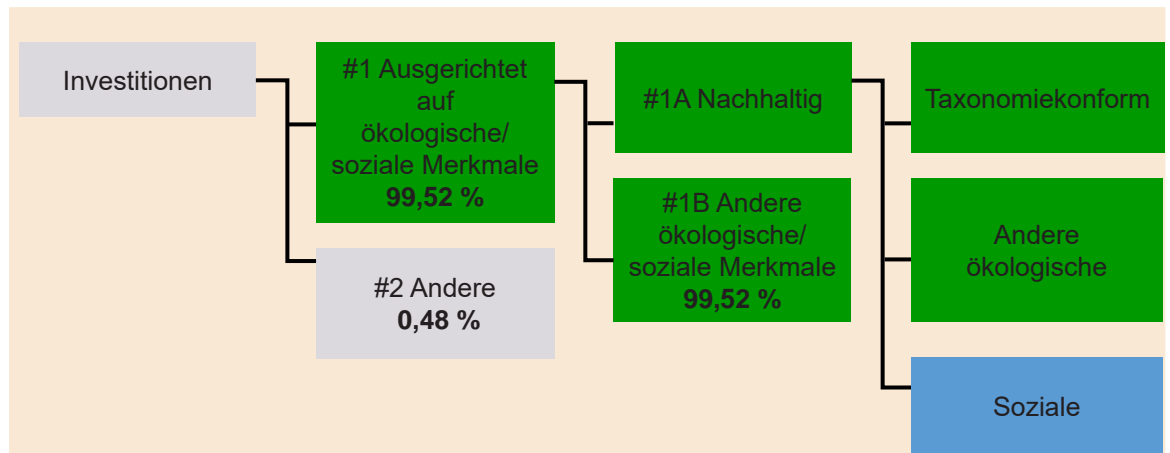 Investitionen
#1 Ausgerichtet
auf
ökologische/
soziale Merkmale
99,52 %
#2 Andere
0,48 %
#1A Nachhaltig
#1B Andere
ökologische/
soziale Merkmale
99,52 %
Taxonomiekonform
Andere
ökologische
Soziale